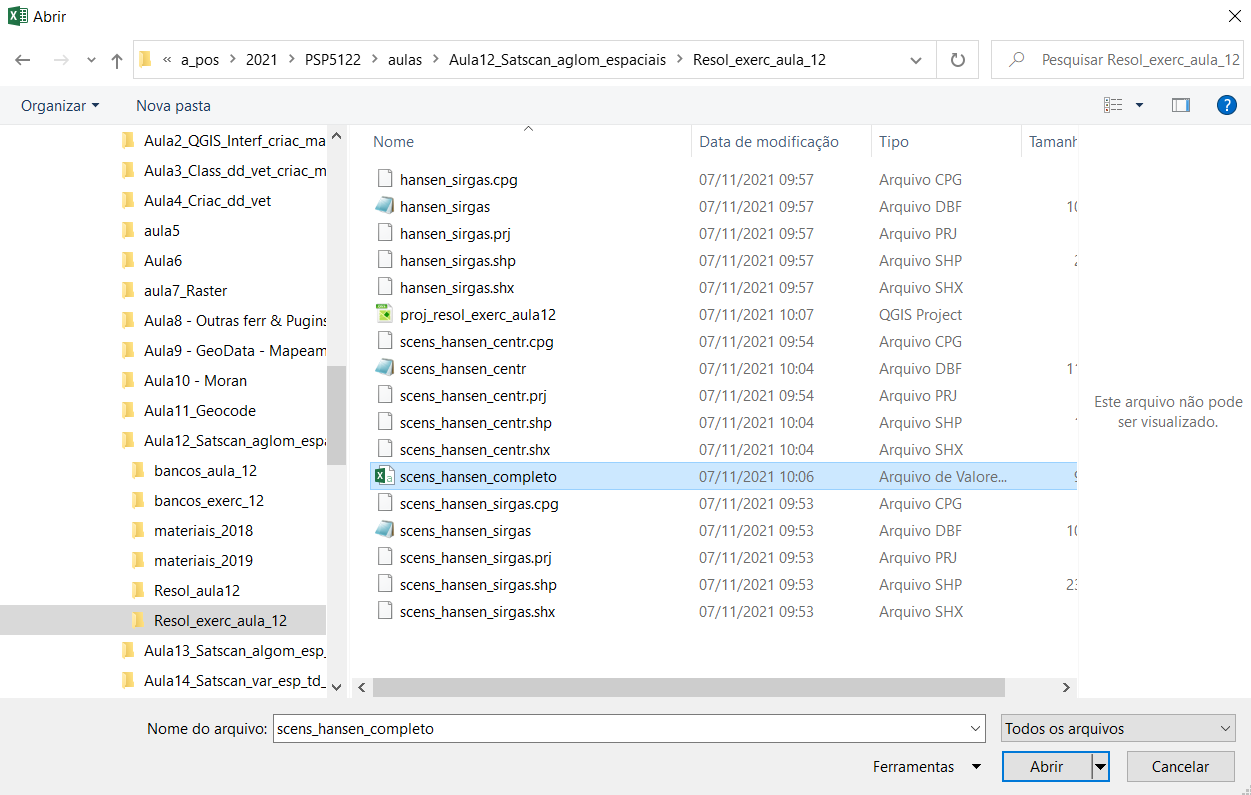 Abrir
« a_pos > 2021 > PSP5122 > aulas > Aula12_Satscan_aglom_espaciais > Resol_exerc_aula_12
Pesquisar Resol_exerc_aula_12
Organizar
Nova pasta
?
Aula2_QGIS_Interf_criac_ma
Aula3_Class_dd_vet_criac_m
Aula4_Criac_dd_vet
aula5
Aula6
aula7_Raster
Aula8 - Outras ferr & Pugins
Aula9 - GeoData - Mapeam
Aula10 - Moran
Aula11_Geocode
Aula12_Satscan_aglom_espa
bancos_aula_12
bancos_exerc_12
materiais_2018
materiais_2019
Resol_aula12
Resol_exerc_aula_12
Aula13_Satscan_algom_esp_
Aula14_Satscan_var_esp_td_
Nome Data de modificação Tipo Tamanh
hansen_sirgas.cpg 07/11/2021 09:57 Arquivo CPG
hansen_sirgas 07/11/2021 09:57 Arquivo DBF 10
hansen_sirgas.prj 07/11/2021 09:57 Arquivo PRJ
hansen_sirgas.shp 07/11/2021 09:57 Arquivo SHP
hansen_sirgas.shx 07/11/2021 09:57 Arquivo SHX
proj_resol_exerc_aula12 07/11/2021 10:07 QGIS Project
scens_hansen_centr.cpg 07/11/2021 09:54 Arquivo CPG
scens_hansen_centr 07/11/2021 10:04 Arquivo DBF 11
scens_hansen_centr.prj 07/11/2021 09:54 Arquivo PRJ
scens_hansen_centr.shp 07/11/2021 10:04 Arquivo SHP
scens_hansen_centr.shx 07/11/2021 10:04 Arquivo SHX
scens_hansen_completo 07/11/2021 10:06 Arquivo de Valore...
scens_hansen_sirgas.cpg 07/11/2021 09:53 Arquivo CPG
scens_hansen_sirgas 07/11/2021 09:53 Arquivo DBF 10
scens_hansen_sirgas.prj 07/11/2021 09:53 Arquivo PRJ
scens_hansen_sirgas.shp 07/11/2021 09:53 Arquivo SHP 23
scens_hansen_sirgas.shx 07/11/2021 09:53 Arquivo SHX
Este arquivo não pode
ser visualizado.
Nome do arquivo: scens_hansen_completo
Todos os arquivos
Ferramentas
Abrir
Cancelar